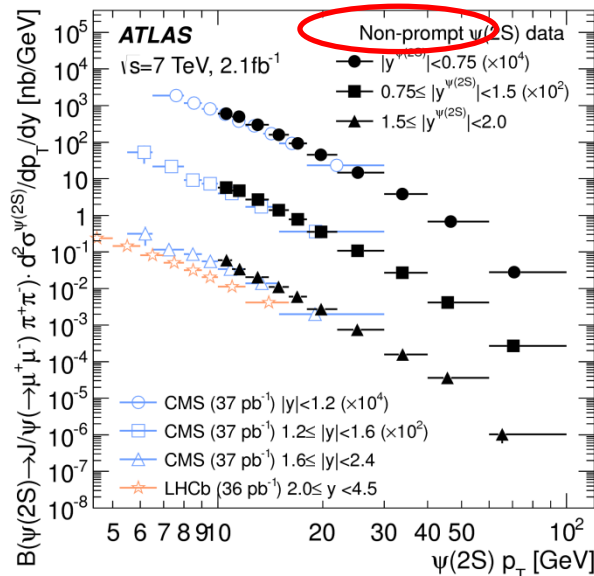 ATLAS
Non-prompt ψ(2S) data
√s=7 TeV, 2.1fb⁻¹
|y^ψ(2S)|<0.75 (×10⁴)
0.75≤ |y^ψ(2S)|<1.5 (×10²)
1.5≤ |y^ψ(2S)|<2.0
CMS (37 pb⁻¹) |y|<1.2 (×10⁴)
CMS (37 pb⁻¹) 1.2≤ |y|<1.6 (×10²)
CMS (37 pb⁻¹) 1.6≤ |y|<2.4
LHCb (36 pb⁻¹) 2.0≤ y <4.5
B(ψ(2S)→J/ψ(→μ⁺μ⁻) π⁺π⁻)· d²σ^ψ(2S)/dp_T/dy [nb/GeV]
10⁵
10⁴
10³
10²
10
1
10⁻¹
10⁻²
10⁻³
10⁻⁴
10⁻⁵
10⁻⁶
10⁻⁷
10⁻⁸
5 6 7 8 9 10 20 30 40 50 10²
ψ(2S) p_T [GeV]